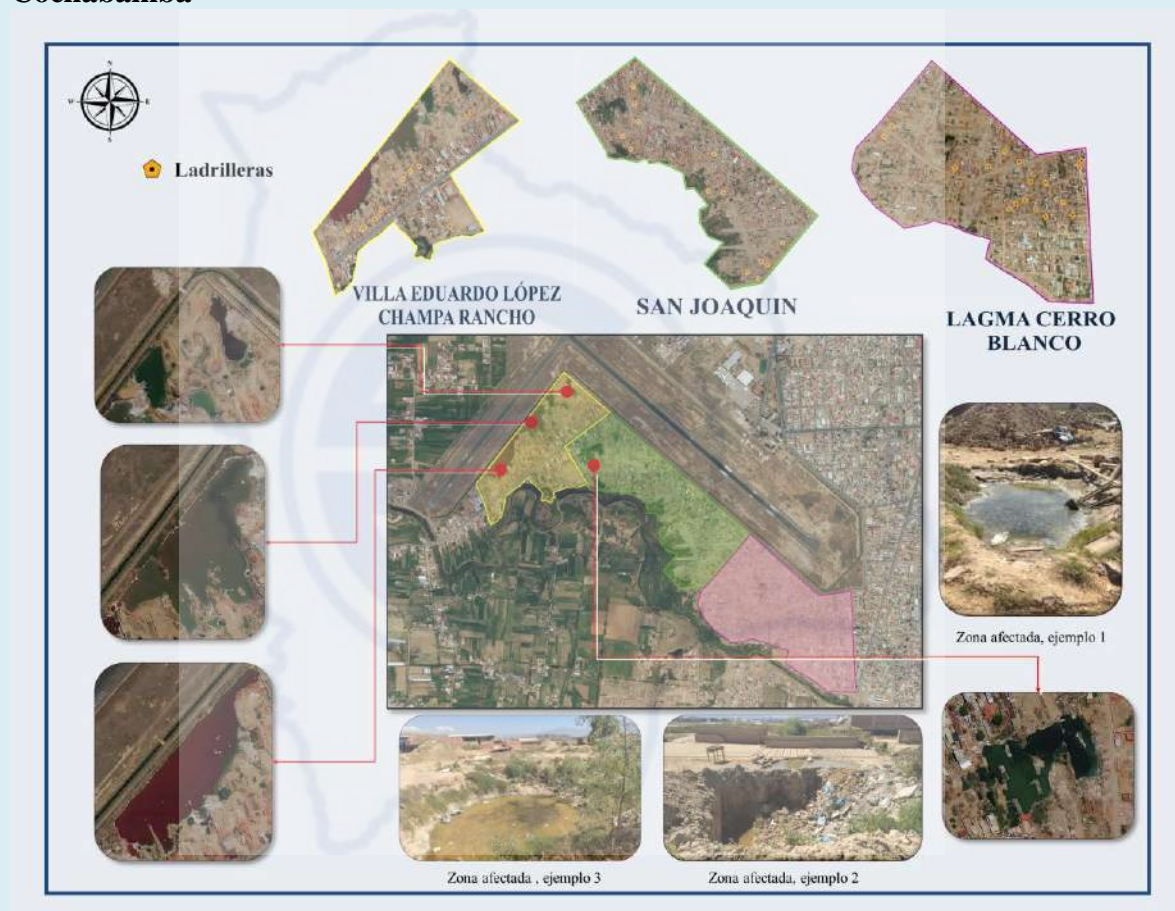 Cochabamba
N
W
E
S
Ladrilleras
VILLA EDUARDO LÓPEZ
CHAMPA RANCHO
SAN JOAQUIN
LAGMA CERRO
BLANCO
Zona afectada, ejemplo 1
Zona afectada , ejemplo 3
Zona afectada, ejemplo 2